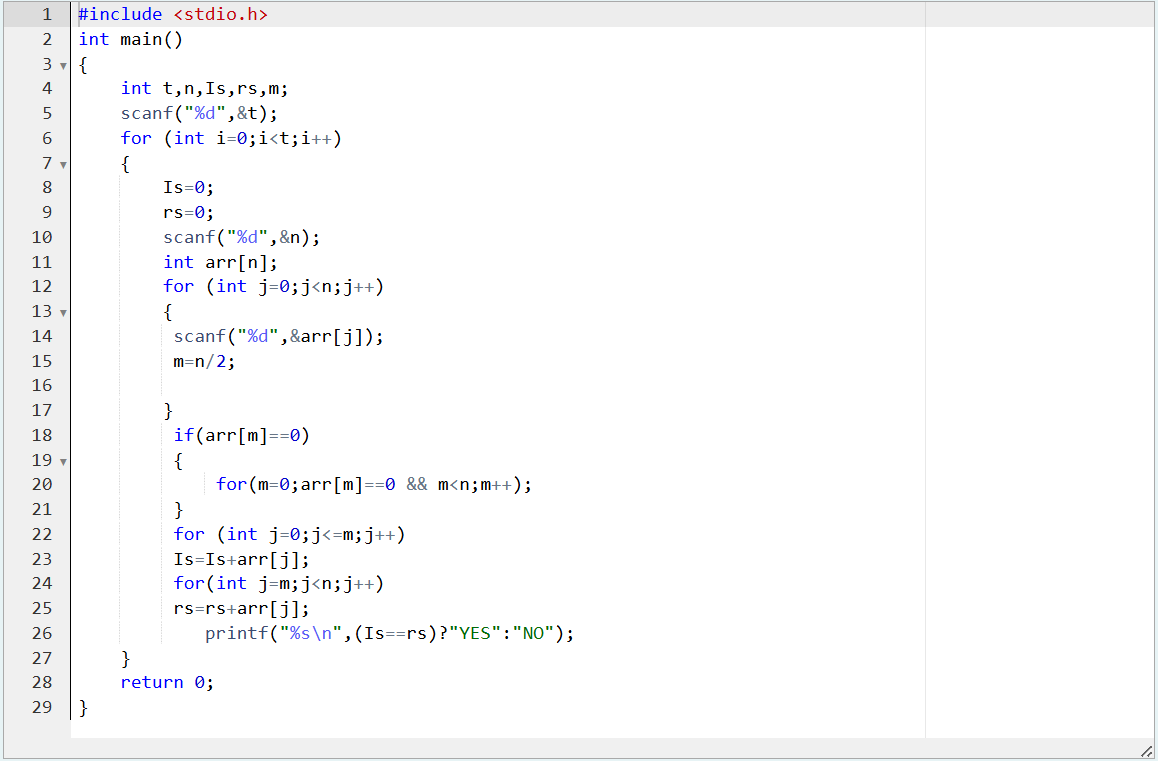 1 #include <stdio.h>
2 int main()
3 {
4     int t,n,Is,rs,m;
5     scanf("%d",&t);
6     for (int i=0;i<t;i++)
7     {
8         Is=0;
9         rs=0;
10         scanf("%d",&n);
11         int arr[n];
12         for (int j=0;j<n;j++)
13         {
14          scanf("%d",&arr[j]);
15          m=n/2;
16
17         }
18          if(arr[m]==0)
19          {
20              for(m=0;arr[m]==0 && m<n;m++);
21          }
22          for (int j=0;j<=m;j++)
23          Is=Is+arr[j];
24          for(int j=m;j<n;j++)
25          rs=rs+arr[j];
26             printf("%s\n",(Is==rs)?"YES":"NO");
27     }
28     return 0;
29 }